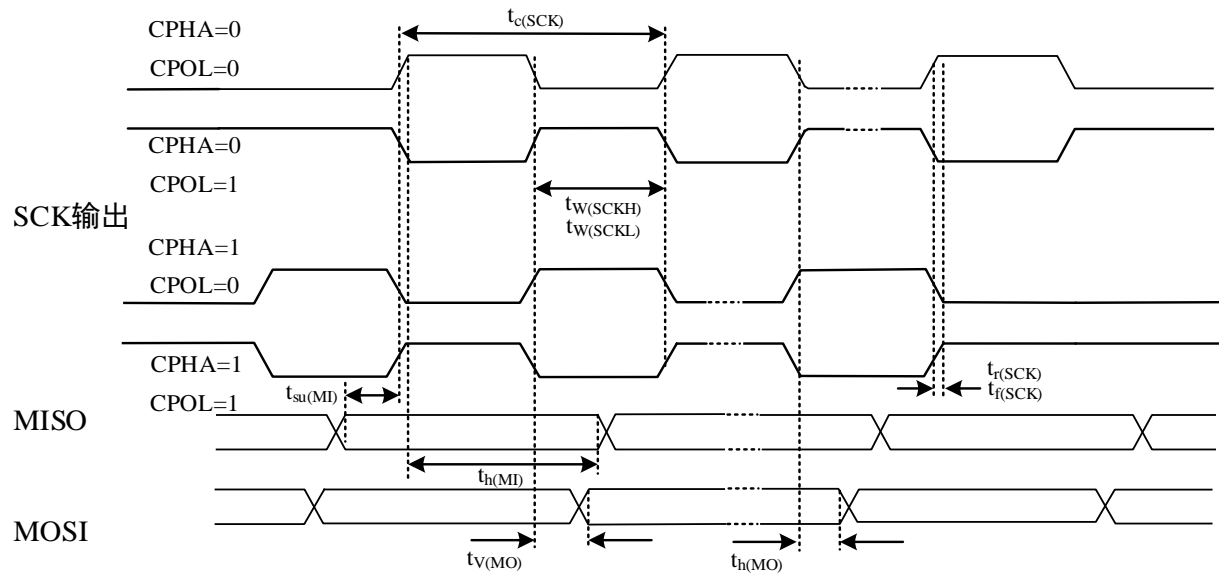 CPHA=0
t_c(SCK)
CPOL=0
CPHA=0
CPOL=1
t_W(SCKH)
t_W(SCKL)
SCK输出
CPHA=1
CPOL=0
CPHA=1
CPOL=1
t_su(MI)
t_r(SCK)
t_f(SCK)
MISO
t_h(MI)
MOSI
t_V(MO)
t_h(MO)